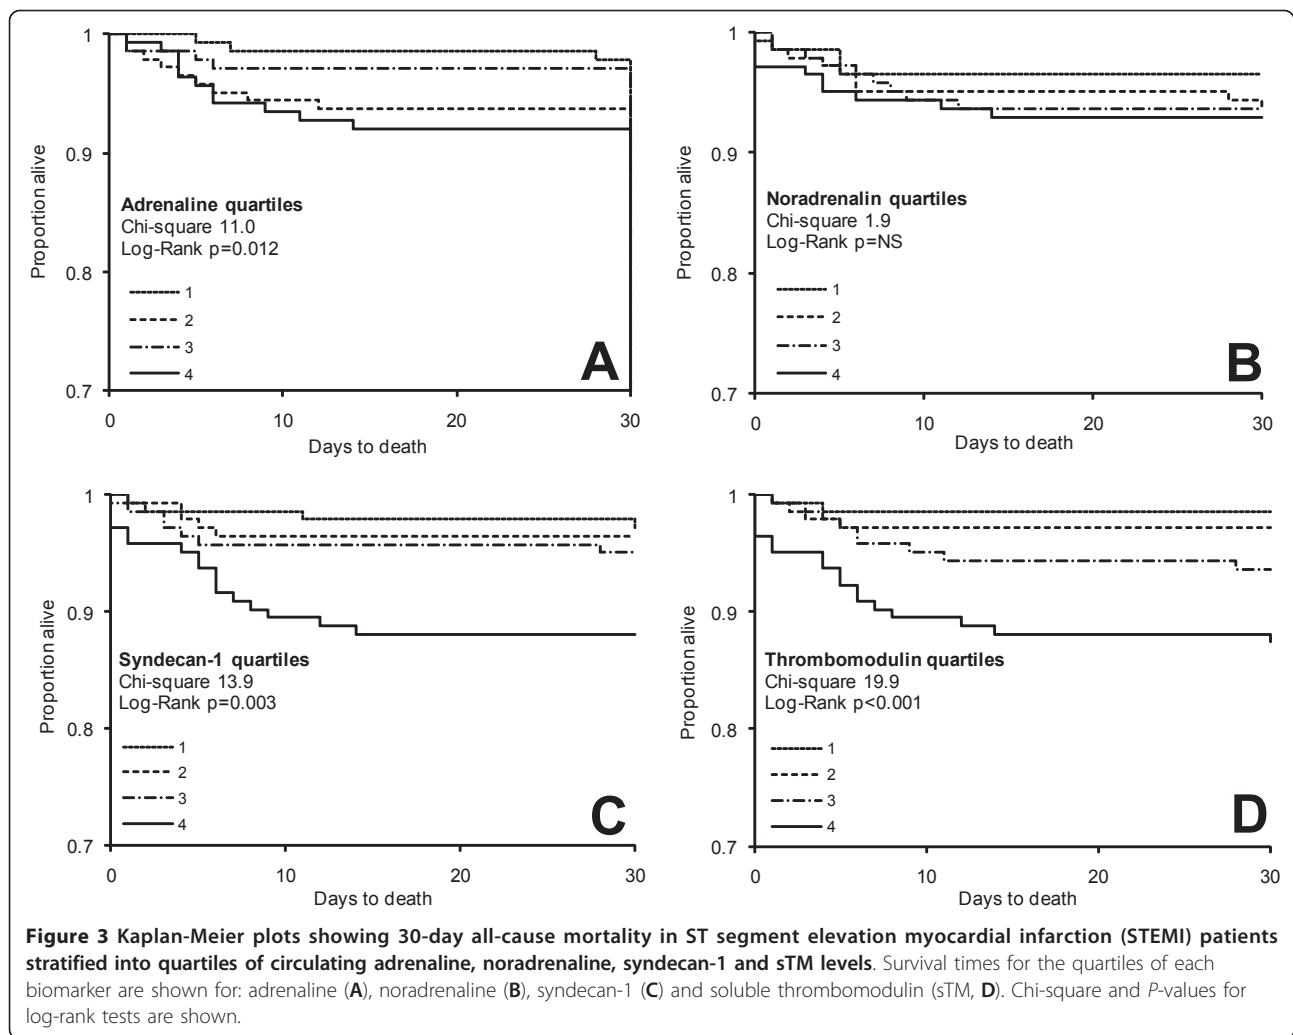 1
0.9
0.8
0.7
Proportion alive
Adrenaline quartiles
Chi-square 11.0
Log-Rank p=0.012
1
2
3
4
A
0 10 20 30
Days to death
1
0.9
0.8
0.7
Proportion alive
Noradrenalin quartiles
Chi-square 1.9
Log-Rank p=NS
1
2
3
4
B
0 10 20 30
Days to death
1
0.9
0.8
0.7
Proportion alive
Syndecan-1 quartiles
Chi-square 13.9
Log-Rank p=0.003
1
2
3
4
C
0 10 20 30
Days to death
1
0.9
0.8
0.7
Proportion alive
Thrombomodulin quartiles
Chi-square 19.9
Log-Rank p<0.001
1
2
3
4
D
0 10 20 30
Days to death
Figure 3 Kaplan-Meier plots showing 30-day all-cause mortality in ST segment elevation myocardial infarction (STEMI) patients
stratified into quartiles of circulating adrenaline, noradrenaline, syndecan-1 and sTM levels. Survival times for the quartiles of each
biomarker are shown for: adrenaline (A), noradrenaline (B), syndecan-1 (C) and soluble thrombomodulin (sTM, D). Chi-square and P-values for
log-rank tests are shown.